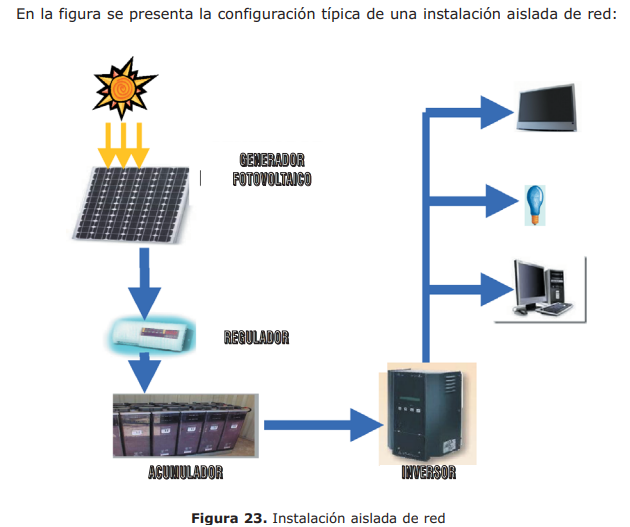 En la figura se presenta la configuración típica de una instalación aislada de red:
GENERADOR
FOTOVOLTAICO
REGULADOR
ACUMULADOR
INVERSOR
Figura 23. Instalación aislada de red